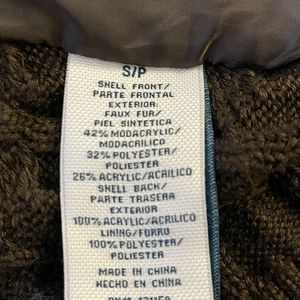 S/P
SHELL FRONT/
PARTE FRONTAL
EXTERIOR:
FAUX FUR/
PIEL SINTETICA
42% MODACRYLIC/
MODACRILICO
32% POLYESTER/
POLIESTER
26% ACRYLIC/ACRILICO
SHELL BACK/
PARTE TRASERA
EXTERIOR
100% ACRYLIC/ACRILICO
LINING/FORRO
100% POLYESTER/
POLIESTER
MADE IN CHINA
HECHO EN CHINA